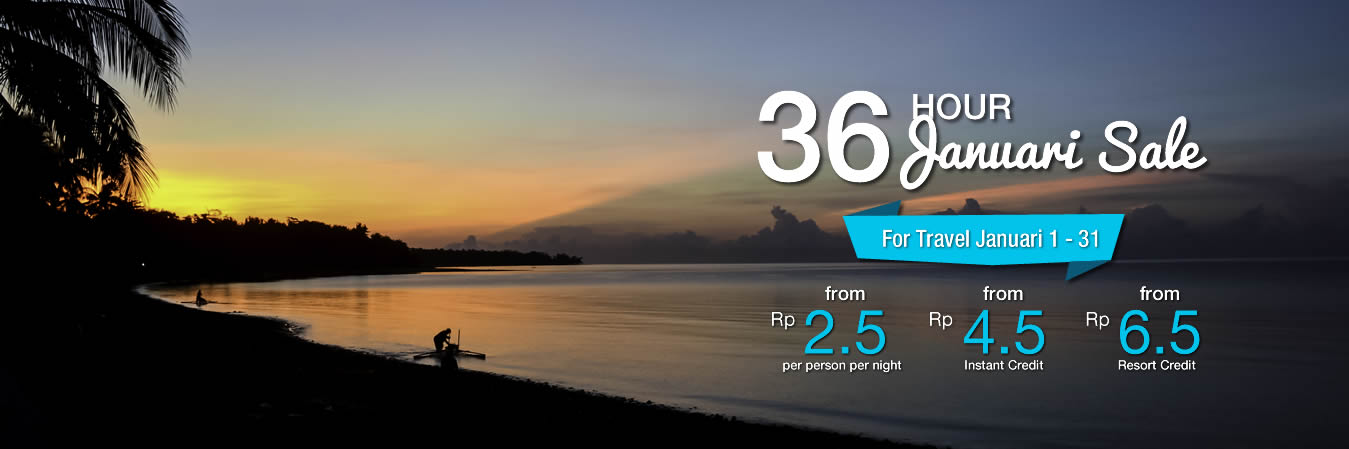 36 HOUR
Januari Sale
For Travel Januari 1 - 31
from
Rp 2.5
per person per night
from
Rp 4.5
Instant Credit
from
Rp 6.5
Resort Credit